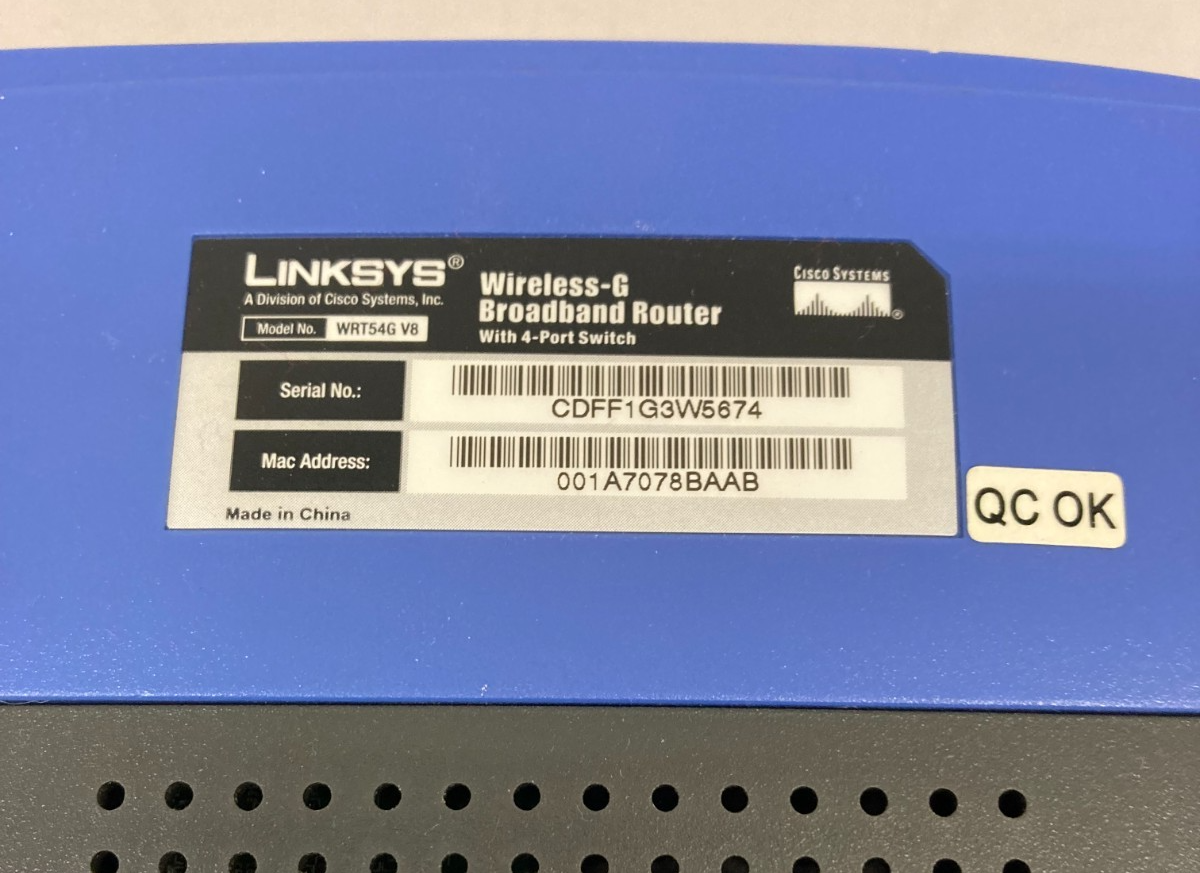 LINKSYS®
A Division of Cisco Systems, Inc.
Model No. WRT54G V8
Wireless-G
Broadband Router
With 4-Port Switch
CISCO SYSTEMS
®
Serial No.:
CDFF1G3W5674
Mac Address:
001A7078BAAB
Made in China
QC OK